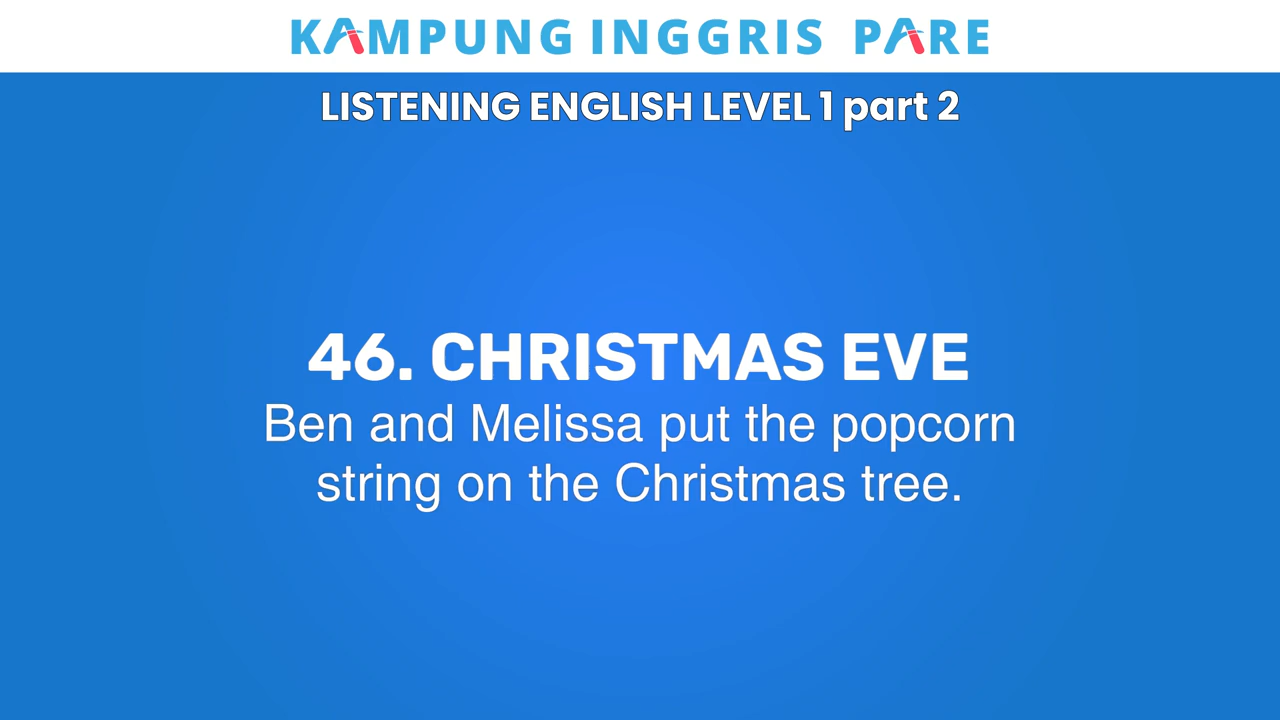 KAMPUNG INGGRIS PARE
LISTENING ENGLISH LEVEL 1 part 2
46. CHRISTMAS EVE
Ben and Melissa put the popcorn
string on the Christmas tree.